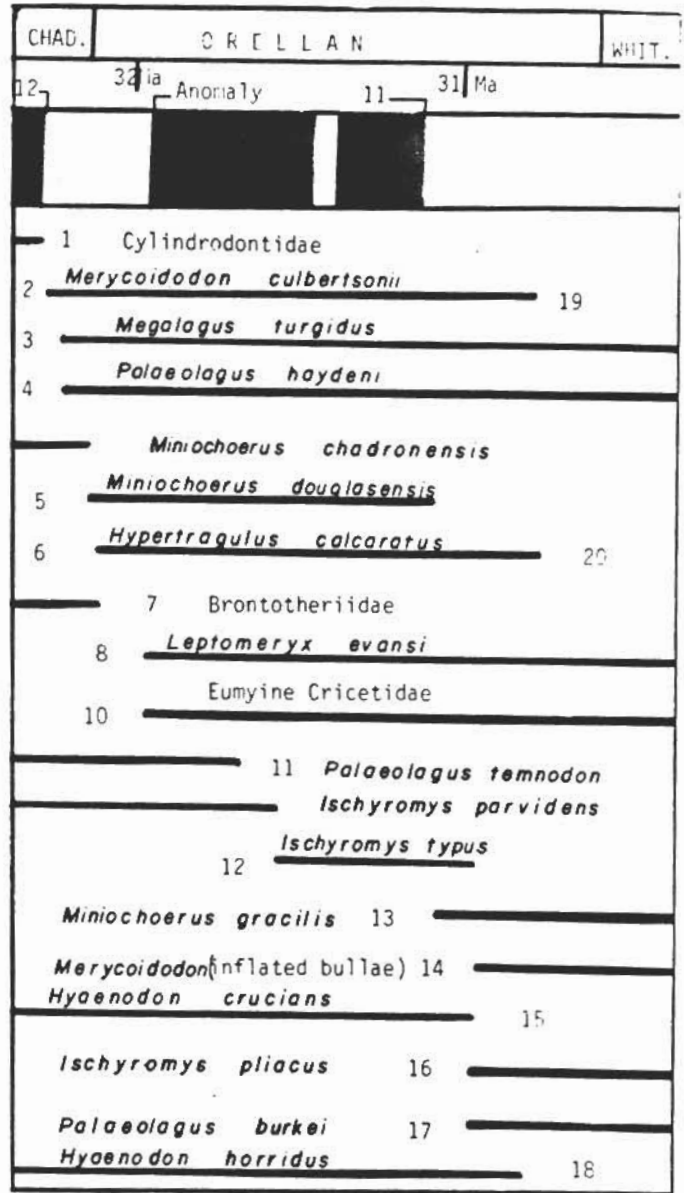 CHAD. ORELLAN WHIT.
32 Ma 31 Ma
12 Anomaly 11
1 Cylindrodontidae
Merycoidodon culbertsonii
2 19
Megalagus turgidus
3
Palaeolagus haydeni
4
Miniochoerus chadronensis
Miniochoerus douglasensis
5
Hypertragulus calcaratus
6 20
7 Brontotheriidae
Leptomeryx evansi
8
Eumyine Cricetidae
10
11 Palaeolagus temnodon
Ischyromys parvidens
Ischyromys typus
12
Miniochoerus gracilis 13
Merycoidodon (inflated bullae) 14
Hyaenodon crucians
15
Ischyromys pliacus 16
Palaeolagus burkei 17
Hyaenodon horridus
18